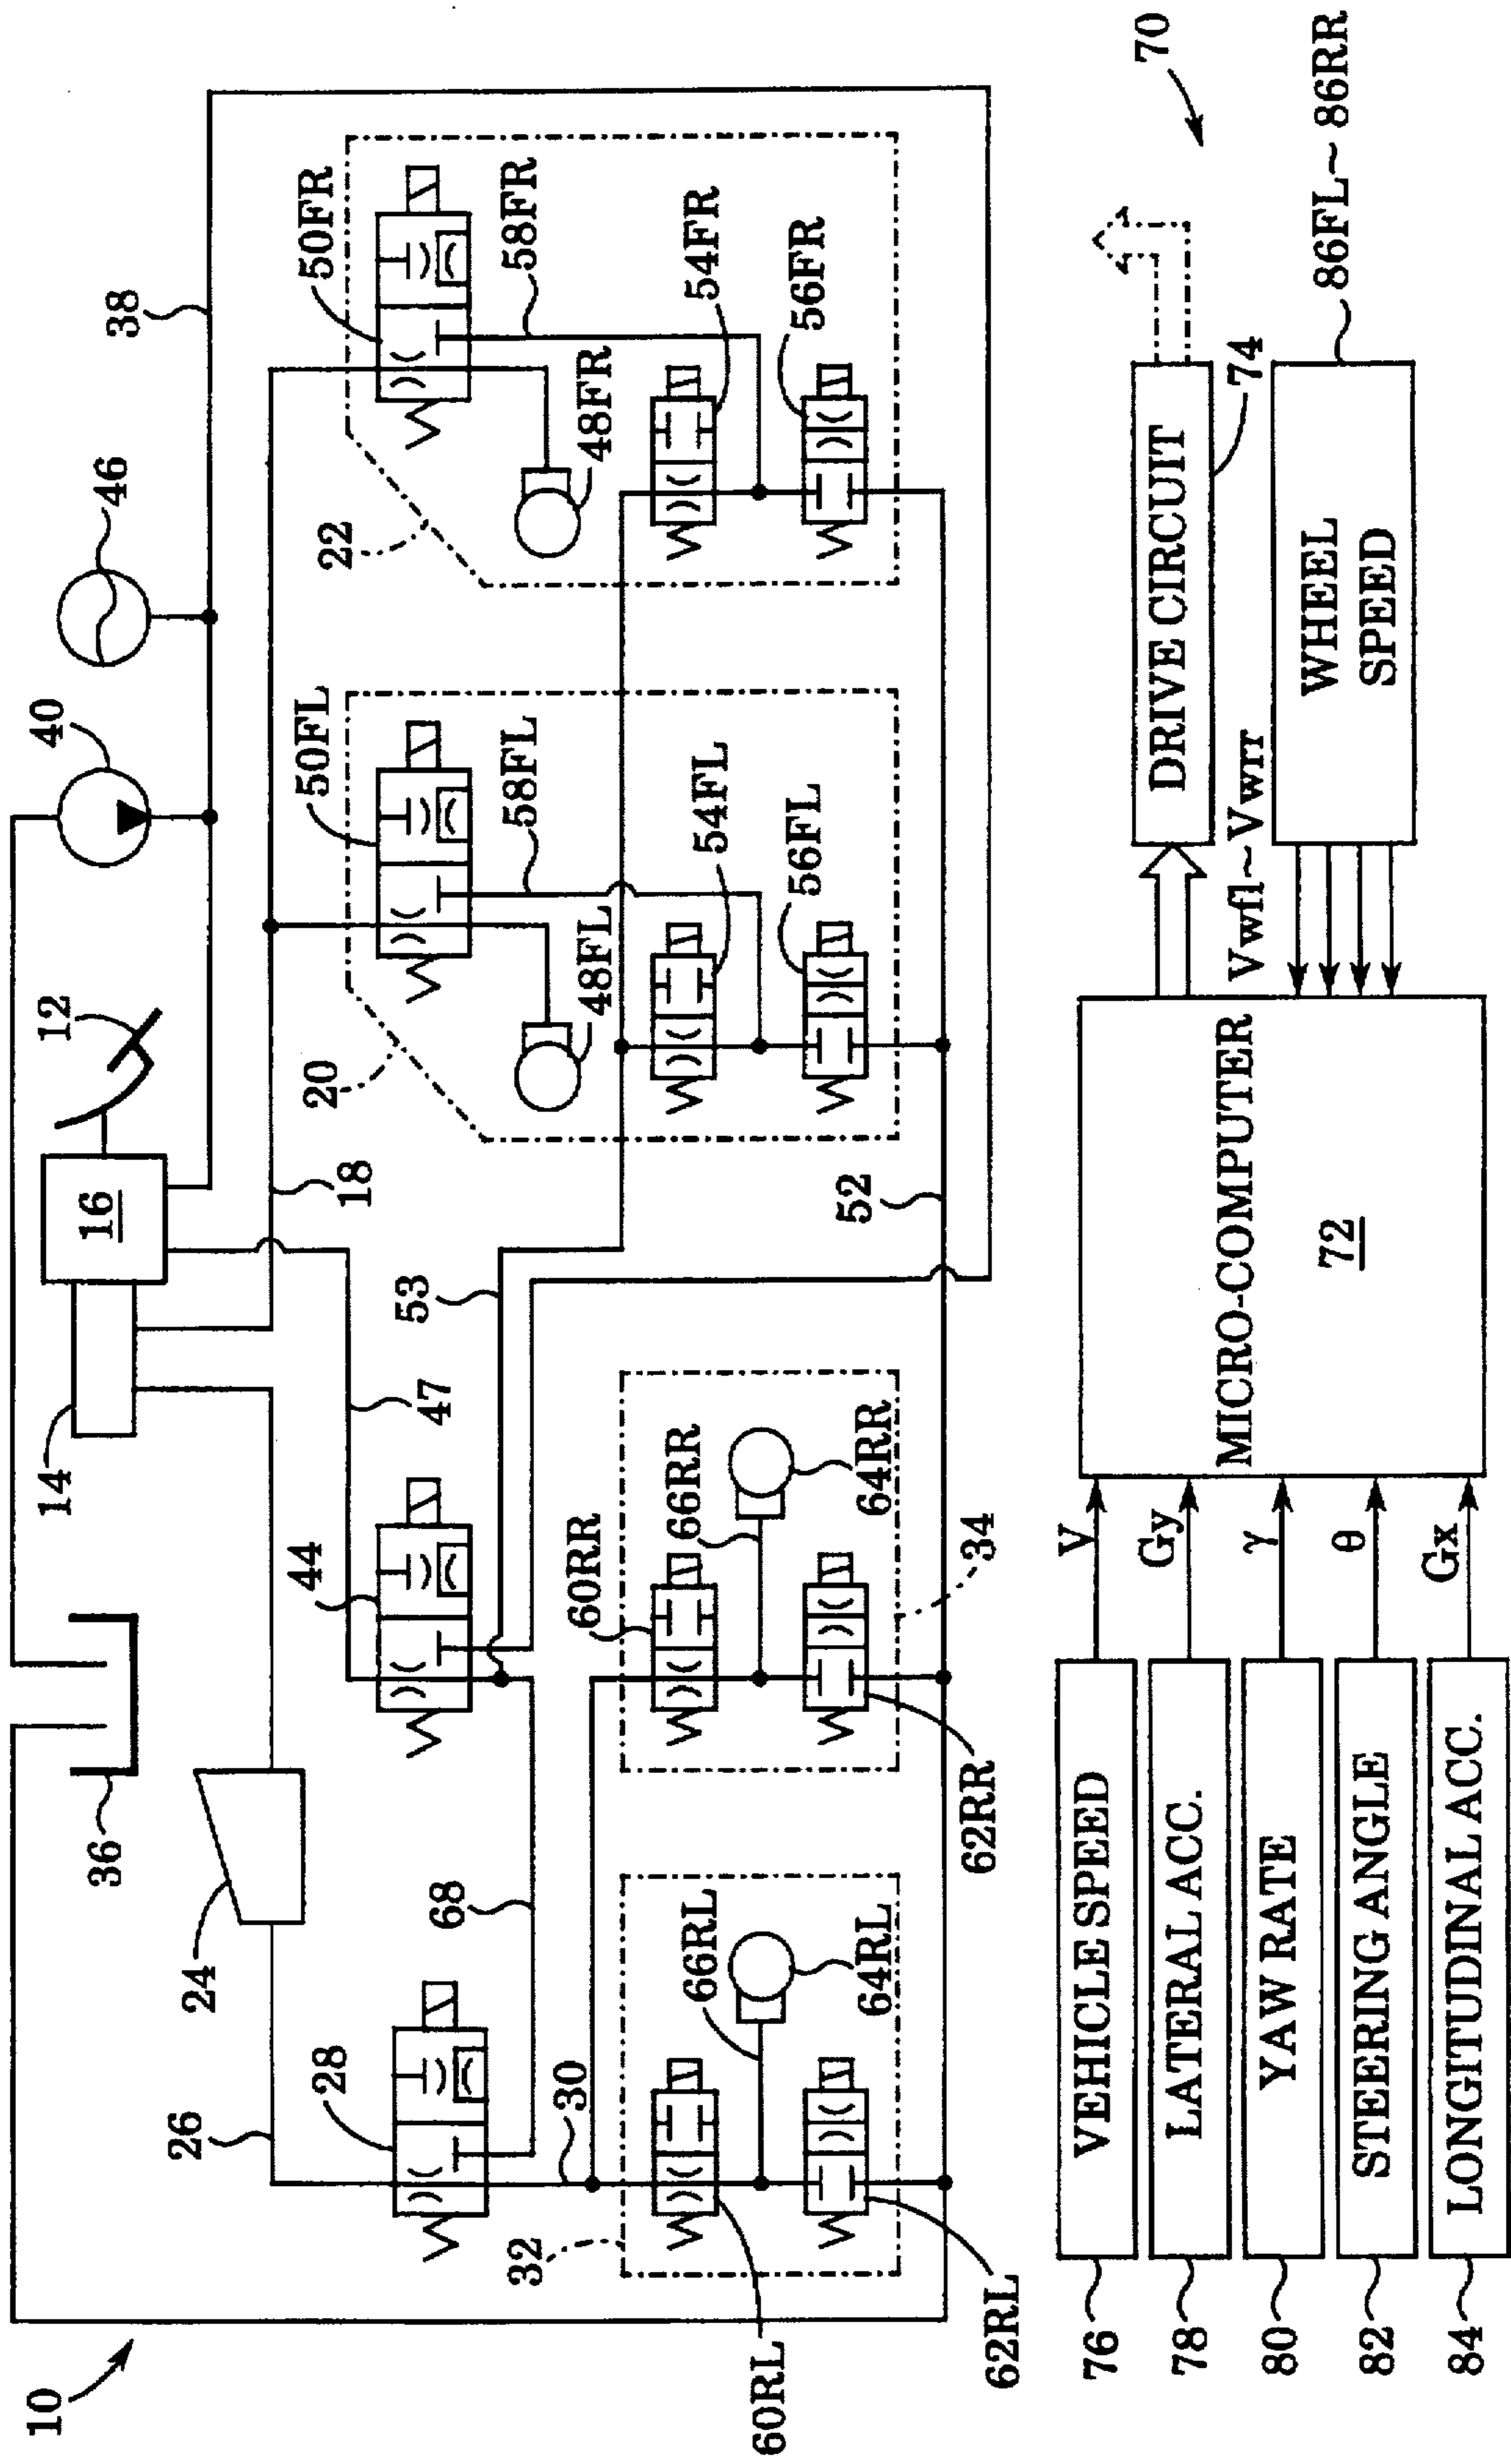 10
36
14
16
12
40
46
38
24
26
28
44
47
18
20
22
50FL
50FR
48FL
48FR
58FL
58FR
54FL
54FR
56FL
56FR
53
52
68
30
32
34
60RL
60RR
66RL
66RR
64RL
64RR
62RL
62RR
70
76
VEHICLE SPEED
V
78
LATERAL ACC.
Gy
80
YAW RATE
γ
82
STEERING ANGLE
θ
84
LONGITUDINAL ACC.
Gx
MICRO-COMPUTER
72
DRIVE CIRCUIT
74
Vwfl~Vwrr
WHEEL
SPEED
86FL~86RR